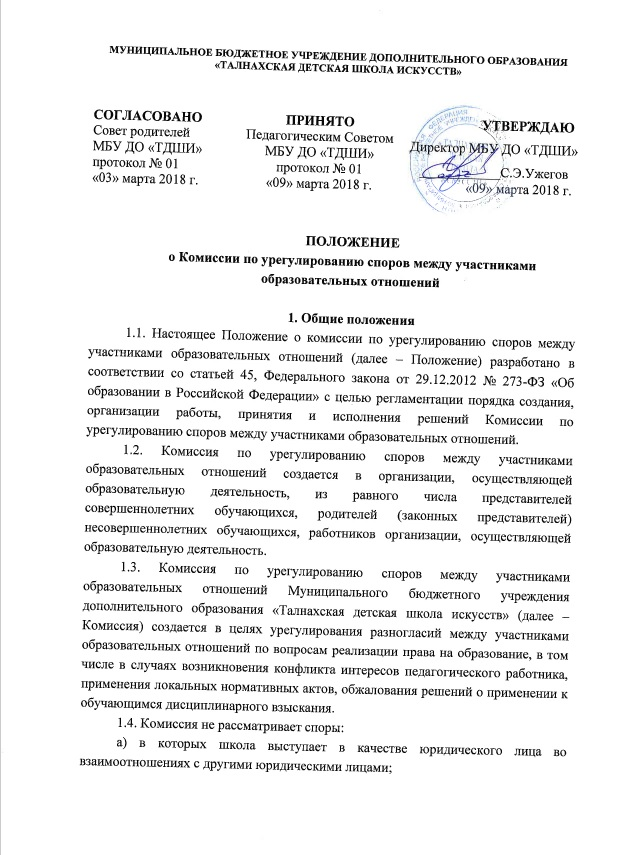 МУНИЦИПАЛЬНОЕ БЮДЖЕТНОЕ УЧРЕЖДЕНИЕ ДОПОЛНИТЕЛЬНОГО ОБРАЗОВАНИЯ
«ТАЛНАХСКАЯ ДЕТСКАЯ ШКОЛА ИСКУССТВ»
СОГЛАСОВАНО
Совет родителей
МБУ ДО «ТДШИ»
протокол № 01
«03» марта 2018 г.
ПРИНЯТО
Педагогическим Советом
МБУ ДО «ТДШИ»
протокол № 01
«09» марта 2018 г.
УТВЕРЖДАЮ
Директор МБУ ДО «ТДШИ»
С.Э.Ужегов
«09» марта 2018 г.
ПОЛОЖЕНИЕ
о Комиссии по урегулированию споров между участниками
образовательных отношений
1. Общие положения
1.1. Настоящее Положение о комиссии по урегулированию споров между
участниками образовательных отношений (далее – Положение) разработано в
соответствии со статьей 45, Федерального закона от 29.12.2012 № 273-ФЗ «Об
образовании в Российской Федерации» с целью регламентации порядка создания,
организации работы, принятия и исполнения решений Комиссии по
урегулированию споров между участниками образовательных отношений.
1.2. Комиссия по урегулированию споров между участниками
образовательных отношений создается в организации, осуществляющей
образовательную деятельность, из равного числа представителей
совершеннолетних обучающихся, родителей (законных представителей)
несовершеннолетних обучающихся, работников организации, осуществляющей
образовательную деятельность.
1.3. Комиссия по урегулированию споров между участниками
образовательных отношений Муниципального бюджетного учреждения
дополнительного образования «Талнахская детская школа искусств» (далее –
Комиссия) создается в целях урегулирования разногласий между участниками
образовательных отношений по вопросам реализации права на образование, в том
числе в случаях возникновения конфликта интересов педагогического работника,
применения локальных нормативных актов, обжалования решений о применении к
обучающимся дисциплинарного взыскания.
1.4. Комиссия не рассматривает споры:
а) в которых школа выступает в качестве юридического лица во
взаимоотношениях с другими юридическими лицами;